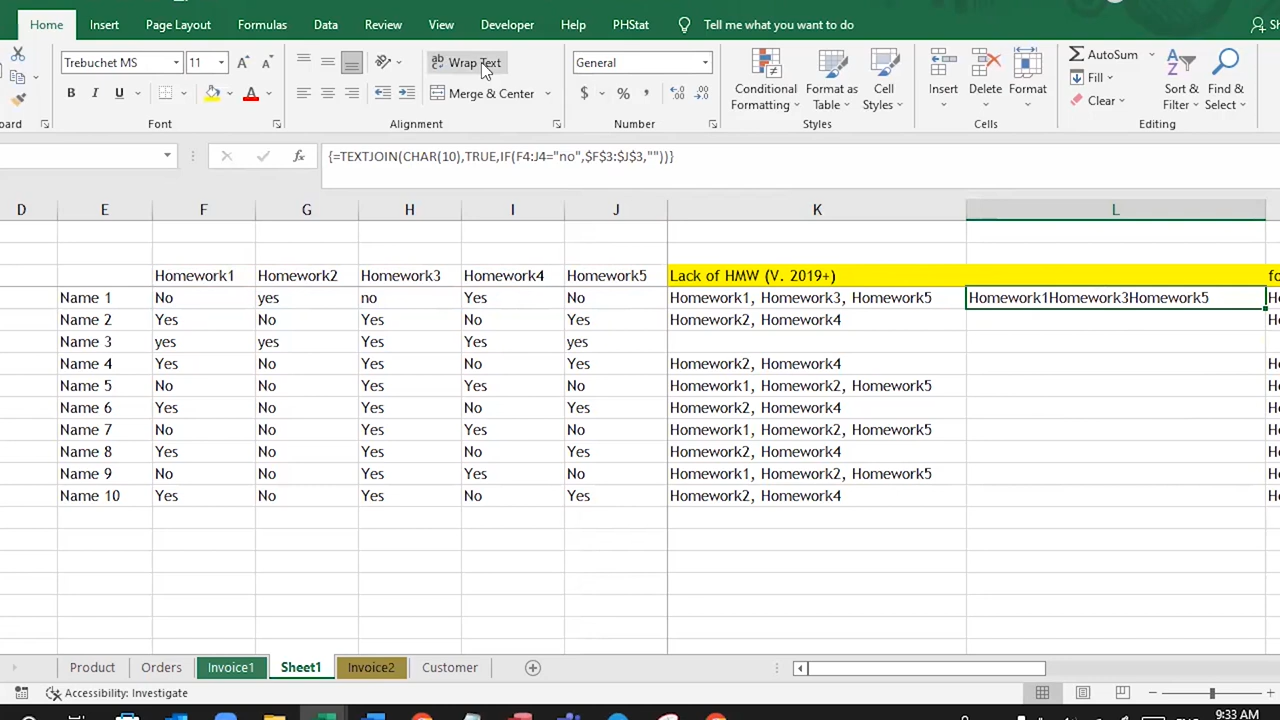 Home Insert Page Layout Formulas Data Review View Developer Help PHStat Tell me what you want to do
Trebuchet MS 11 A A ab Wrap Text General AutoSum
B I U A Merge & Center $ % , Fill
Conditional Formatting Format as Table Cell Styles Insert Delete Format Clear Sort & Filter Find & Select
Font Alignment Number Styles Cells Editing
fx {=TEXTJOIN(CHAR(10),TRUE,IF(F4:J4="no",$F$3:$J$3,""))}
D E F G H I J K L
Homework1 Homework2 Homework3 Homework4 Homework5 Lack of HMW (V. 2019+)
Name 1 No yes no Yes No Homework1, Homework3, Homework5 Homework1Homework3Homework5
Name 2 Yes No Yes No Yes Homework2, Homework4
Name 3 yes yes Yes Yes yes
Name 4 Yes No Yes No Yes Homework2, Homework4
Name 5 No No Yes Yes No Homework1, Homework2, Homework5
Name 6 Yes No Yes No Yes Homework2, Homework4
Name 7 No No Yes Yes No Homework1, Homework2, Homework5
Name 8 Yes No Yes No Yes Homework2, Homework4
Name 9 No No Yes Yes No Homework1, Homework2, Homework5
Name 10 Yes No Yes No Yes Homework2, Homework4
Product Orders Invoice1 Sheet1 Invoice2 Customer
Accessibility: Investigate
9:33 AM